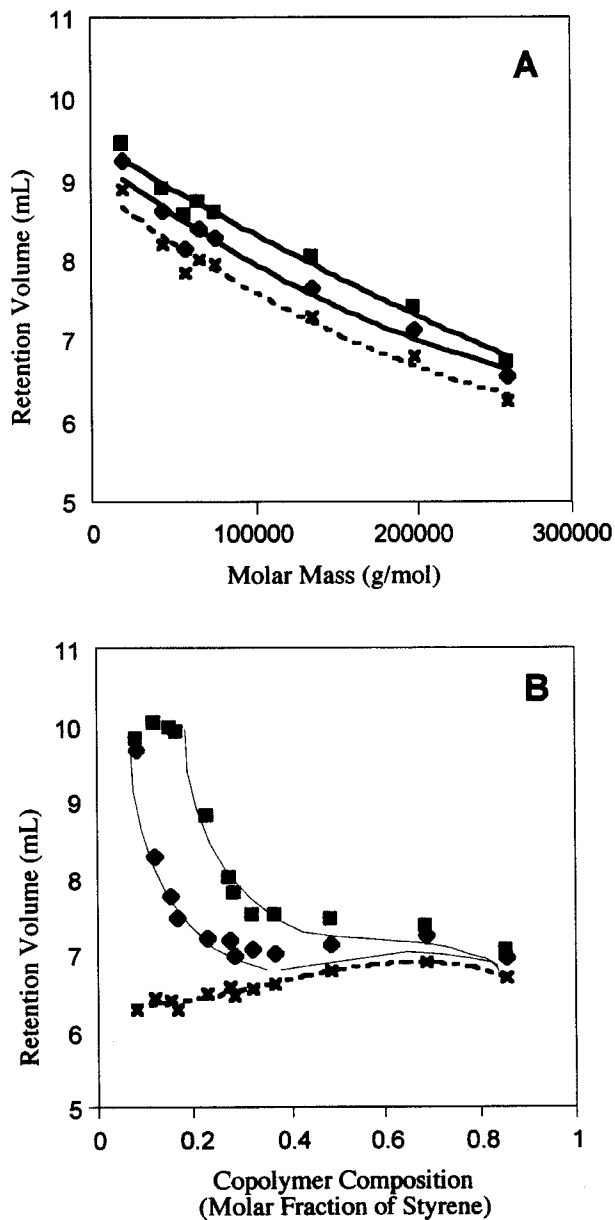 A
11
10
9
8
7
6
5
Retention Volume (mL)
0 100000 200000 300000
Molar Mass (g/mol)
B
11
10
9
8
7
6
5
Retention Volume (mL)
0 0.2 0.4 0.6 0.8 1
Copolymer Composition
(Molar Fraction of Styrene)